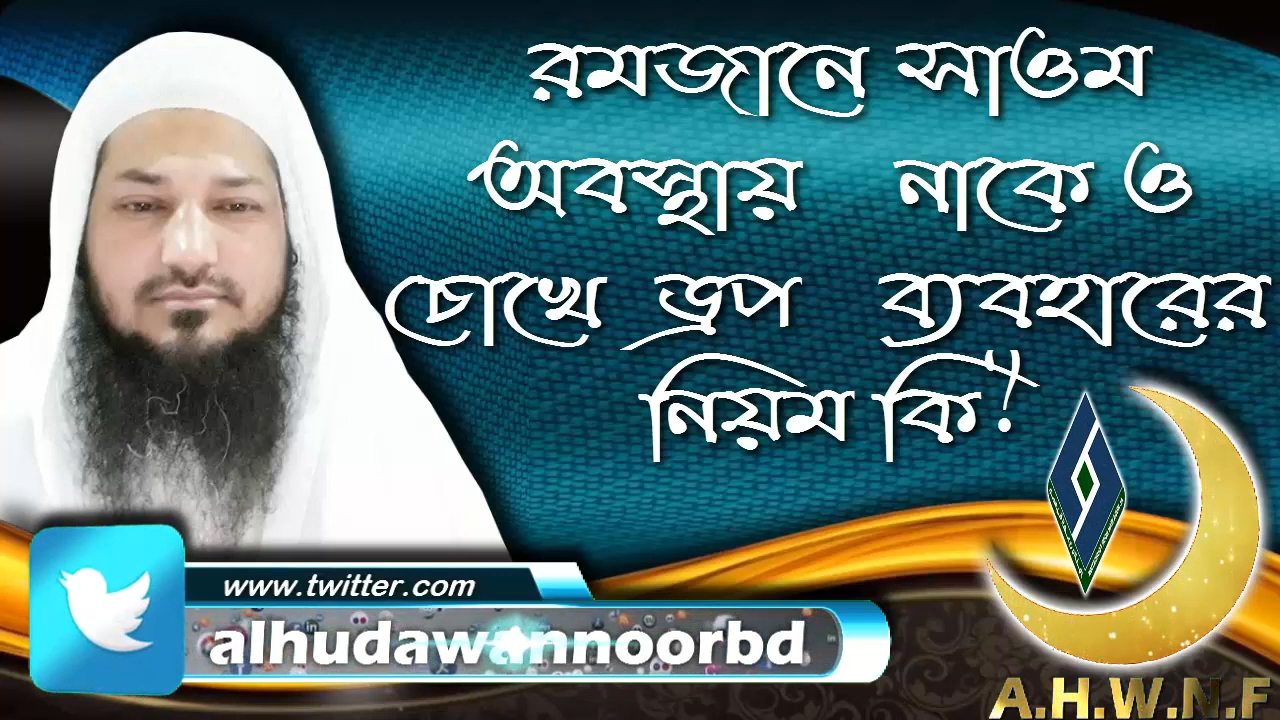 রমজানে সাওম
অবস্থায় নাকে ও
চোখে ড্রপ ব্যবহারের
নিয়ম কি?
www.twitter.com
alhudawannoorbd
A.H.W.N.F